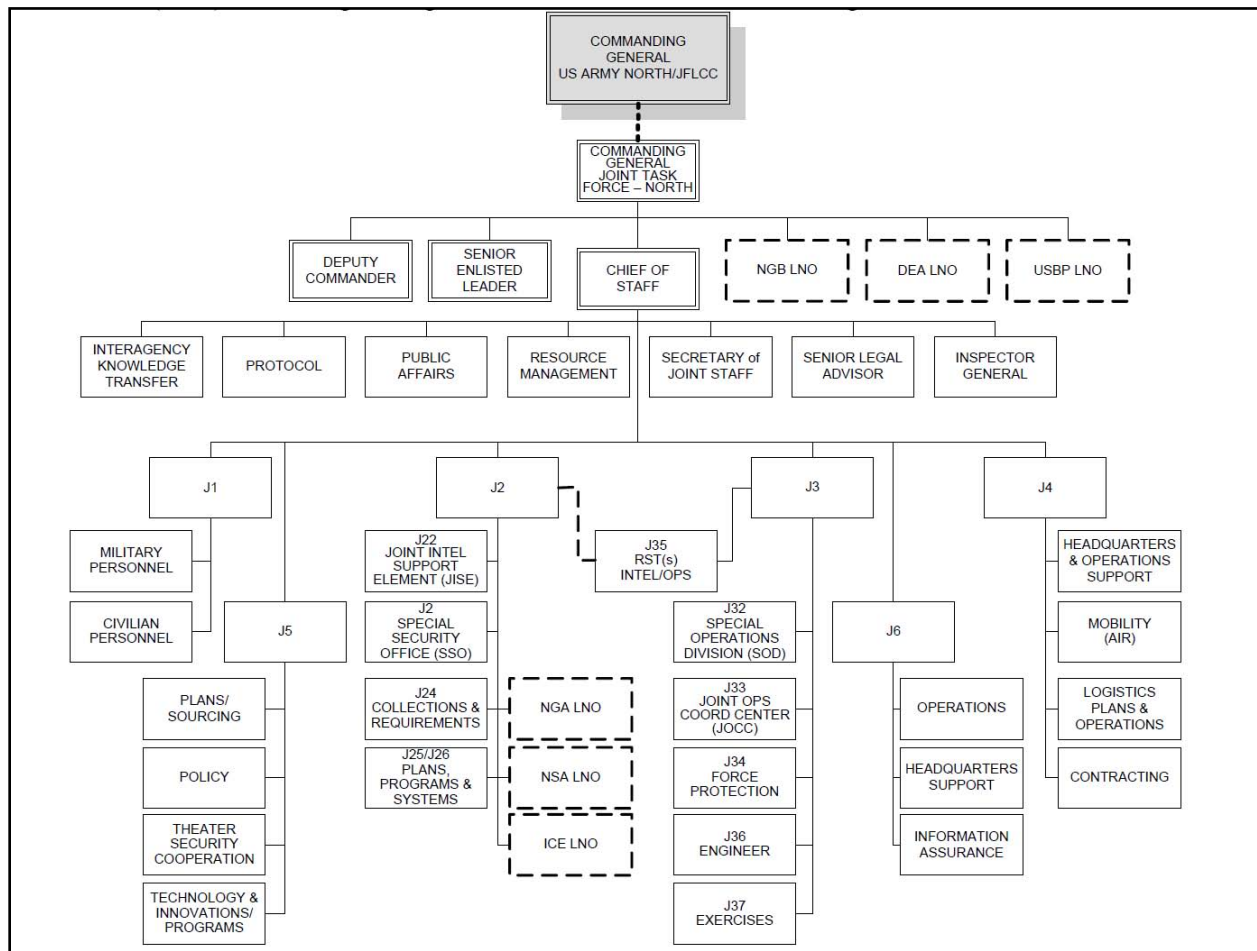 COMMANDING
GENERAL
US ARMY NORTH/JFLCC
COMMANDING
GENERAL
JOINT TASK
FORCE – NORTH
DEPUTY
COMMANDER
SENIOR
ENLISTED
LEADER
CHIEF OF
STAFF
NGB LNO
DEA LNO
USBP LNO
INTERAGENCY
KNOWLEDGE
TRANSFER
PROTOCOL
PUBLIC
AFFAIRS
RESOURCE
MANAGEMENT
SECRETARY of
JOINT STAFF
SENIOR LEGAL
ADVISOR
INSPECTOR
GENERAL
J1
J2
J3
J4
MILITARY
PERSONNEL
CIVILIAN
PERSONNEL
J5
PLANS/
SOURCING
POLICY
THEATER
SECURITY
COOPERATION
TECHNOLOGY &
INNOVATIONS/
PROGRAMS
J22
JOINT INTEL
SUPPORT
ELEMENT (JISE)
J2
SPECIAL
SECURITY
OFFICE (SSO)
J24
COLLECTIONS &
REQUIREMENTS
J25/J26
PLANS,
PROGRAMS &
SYSTEMS
NGA LNO
NSA LNO
ICE LNO
J35
RST(s)
INTEL/OPS
J32
SPECIAL
OPERATIONS
DIVISION (SOD)
J33
JOINT OPS
COORD CENTER
(JOCC)
J34
FORCE
PROTECTION
J36
ENGINEER
J37
EXERCISES
J6
OPERATIONS
HEADQUARTERS
SUPPORT
INFORMATION
ASSURANCE
HEADQUARTERS
& OPERATIONS
SUPPORT
MOBILITY
(AIR)
LOGISTICS
PLANS &
OPERATIONS
CONTRACTING